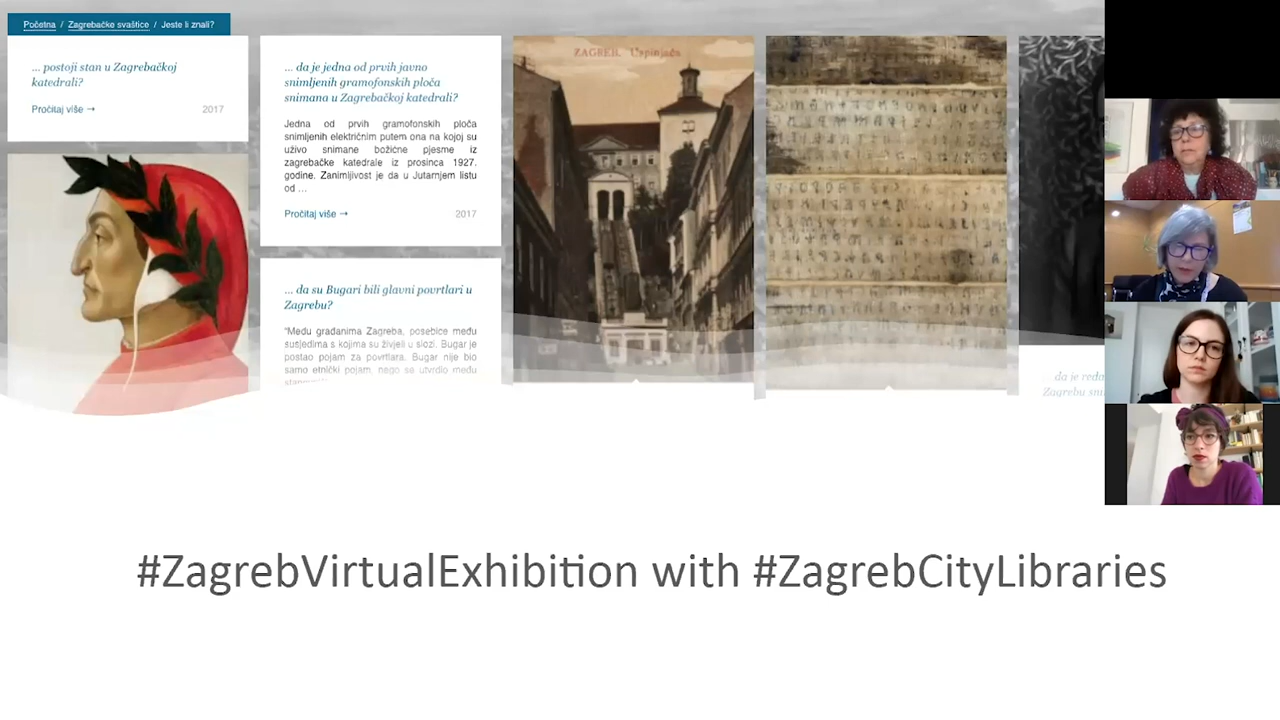 Početna / Zagrebačke svaštice / Jeste li znali?
... postoji stan u Zagrebačkoj
katedrali?
Pročitaj više →
2017
... da je jedna od prvih javno
snimljenih gramofonskih ploča
snimana u Zagrebačkoj katedrali?
Jedna od prvih gramofonskih ploča
snimljenih električnim putem ona na kojoj su
uživo snimane božićne pjesme iz
zagrebačke katedrale iz prosinca 1927.
godine. Zanimljivost je da u Jutarnjem listu
od ...
Pročitaj više →
2017
... da su Bugari bili glavni povrtlari u
Zagrebu?
"Među građanima Zagreba, posebice među
susjedima s kojima su živjeli u slozi, Bugar je
postao pojam za povrtlara. Bugar nije bio
samo etnički pojam, nego se utvrdio među
ZAGREB. Uspinjača
... da je
Zagrebu
#ZagrebVirtualExhibition with #ZagrebCityLibraries